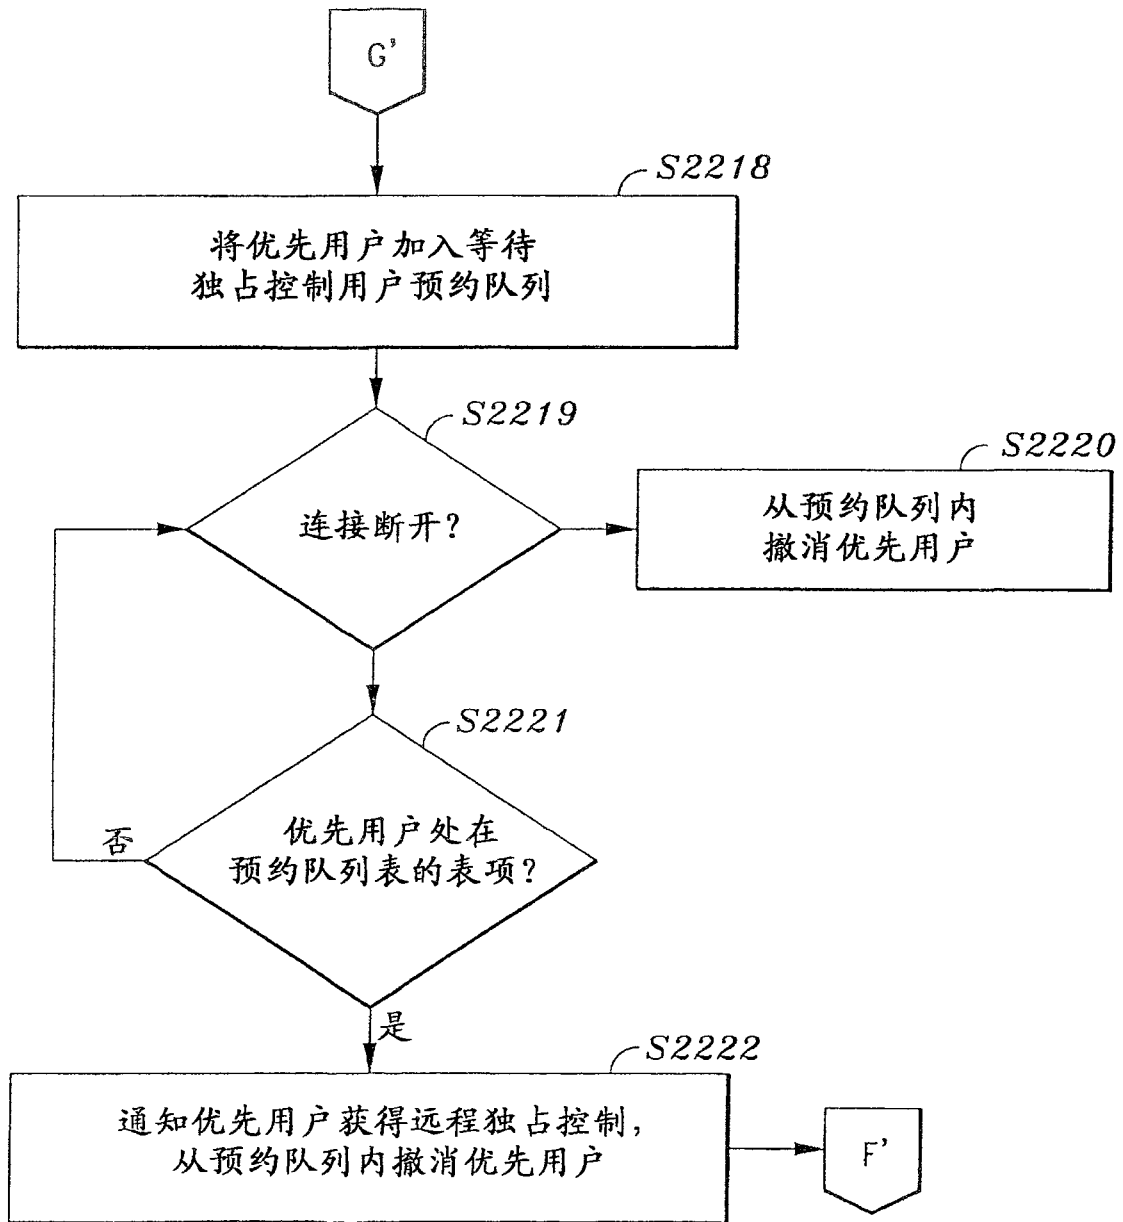 G'
S2218
将优先用户加入等待
独占控制用户预约队列
S2219
连接断开?
S2220
从预约队列内
撤消优先用户
S2221
优先用户处在
预约队列表的表项?
否
是
S2222
通知优先用户获得远程独占控制,
从预约队列内撤消优先用户
F'